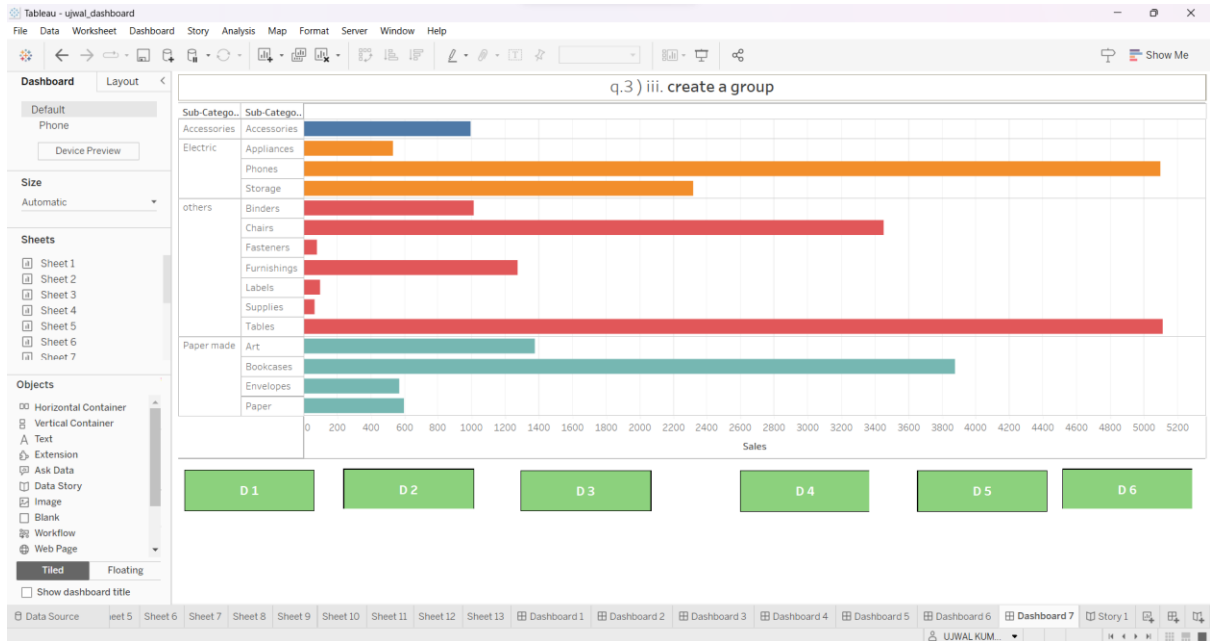 Tableau - ujwal_dashboard
File Data Worksheet Dashboard Story Analysis Map Format Server Window Help
Show Me
Dashboard Layout
Default
Phone
Device Preview
Size
Automatic
Sheets
Sheet 1
Sheet 2
Sheet 3
Sheet 4
Sheet 5
Sheet 6
Sheet 7
Objects
Horizontal Container
Vertical Container
Text
Extension
Ask Data
Data Story
Image
Blank
Workflow
Web Page
Tiled Floating
Show dashboard title
q.3 ) iii. create a group
Sub-Catego.. Sub-Catego..
Accessories Accessories
Electric Appliances
Phones
Storage
others Binders
Chairs
Fasteners
Furnishings
Labels
Supplies
Tables
Paper made Art
Bookcases
Envelopes
Paper
0 200 400 600 800 1000 1200 1400 1600 1800 2000 2200 2400 2600 2800 3000 3200 3400 3600 3800 4000 4200 4400 4600 4800 5000 5200
Sales
D 1 D 2 D 3 D 4 D 5 D 6
Data Source eet 5 Sheet 6 Sheet 7 Sheet 8 Sheet 9 Sheet 10 Sheet 11 Sheet 12 Sheet 13 Dashboard 1 Dashboard 2 Dashboard 3 Dashboard 4 Dashboard 5 Dashboard 6 Dashboard 7 Story 1
UJWAL KUM...